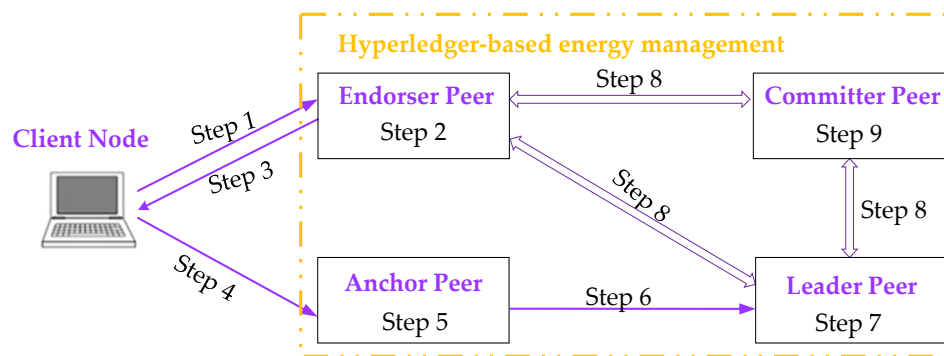 Hyperledger-based energy management
Endorser Peer
Step 2
Step 8
Committer Peer
Step 9
Client Node
Step 1
Step 3
Step 8
Step 8
Step 4
Anchor Peer
Step 5
Step 6
Leader Peer
Step 7